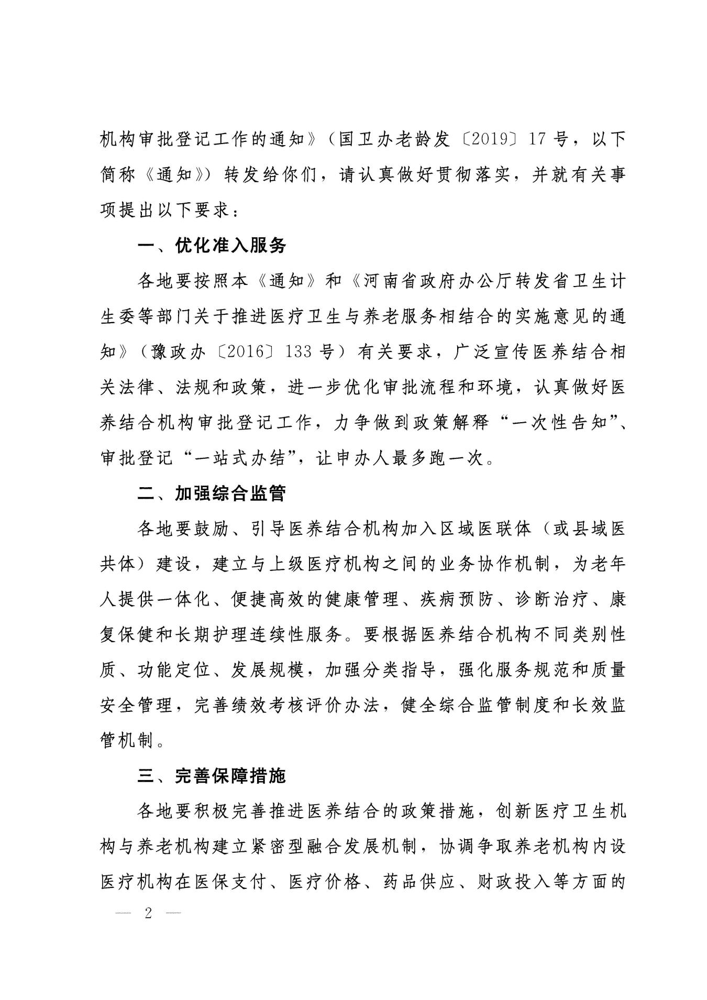 机构审批登记工作的通知》（国卫办老龄发〔2019〕17号，以下
简称《通知》）转发给你们，请认真做好贯彻落实，并就有关事
项提出以下要求：
一、优化准入服务
各地要按照本《通知》和《河南省政府办公厅转发省卫生计
生委等部门关于推进医疗卫生与养老服务相结合的实施意见的通
知》（豫政办〔2016〕133号）有关要求，广泛宣传医养结合相
关法律、法规和政策，进一步优化审批流程和环境，认真做好医
养结合机构审批登记工作，力争做到政策解释“一次性告知”、
审批登记“一站式办结”，让申办人最多跑一次。
二、加强综合监管
各地要鼓励、引导医养结合机构加入区域医联体（或县域医
共体）建设，建立与上级医疗机构之间的业务协作机制，为老年
人提供一体化、便捷高效的健康管理、疾病预防、诊断治疗、康
复保健和长期护理连续性服务。要根据医养结合机构不同类别性
质、功能定位、发展规模，加强分类指导，强化服务规范和质量
安全管理，完善绩效考核评价办法，健全综合监管制度和长效监
管机制。
三、完善保障措施
各地要积极完善推进医养结合的政策措施，创新医疗卫生机
构与养老机构建立紧密型融合发展机制，协调争取养老机构内设
医疗机构在医保支付、医疗价格、药品供应、财政投入等方面的
— 2 —